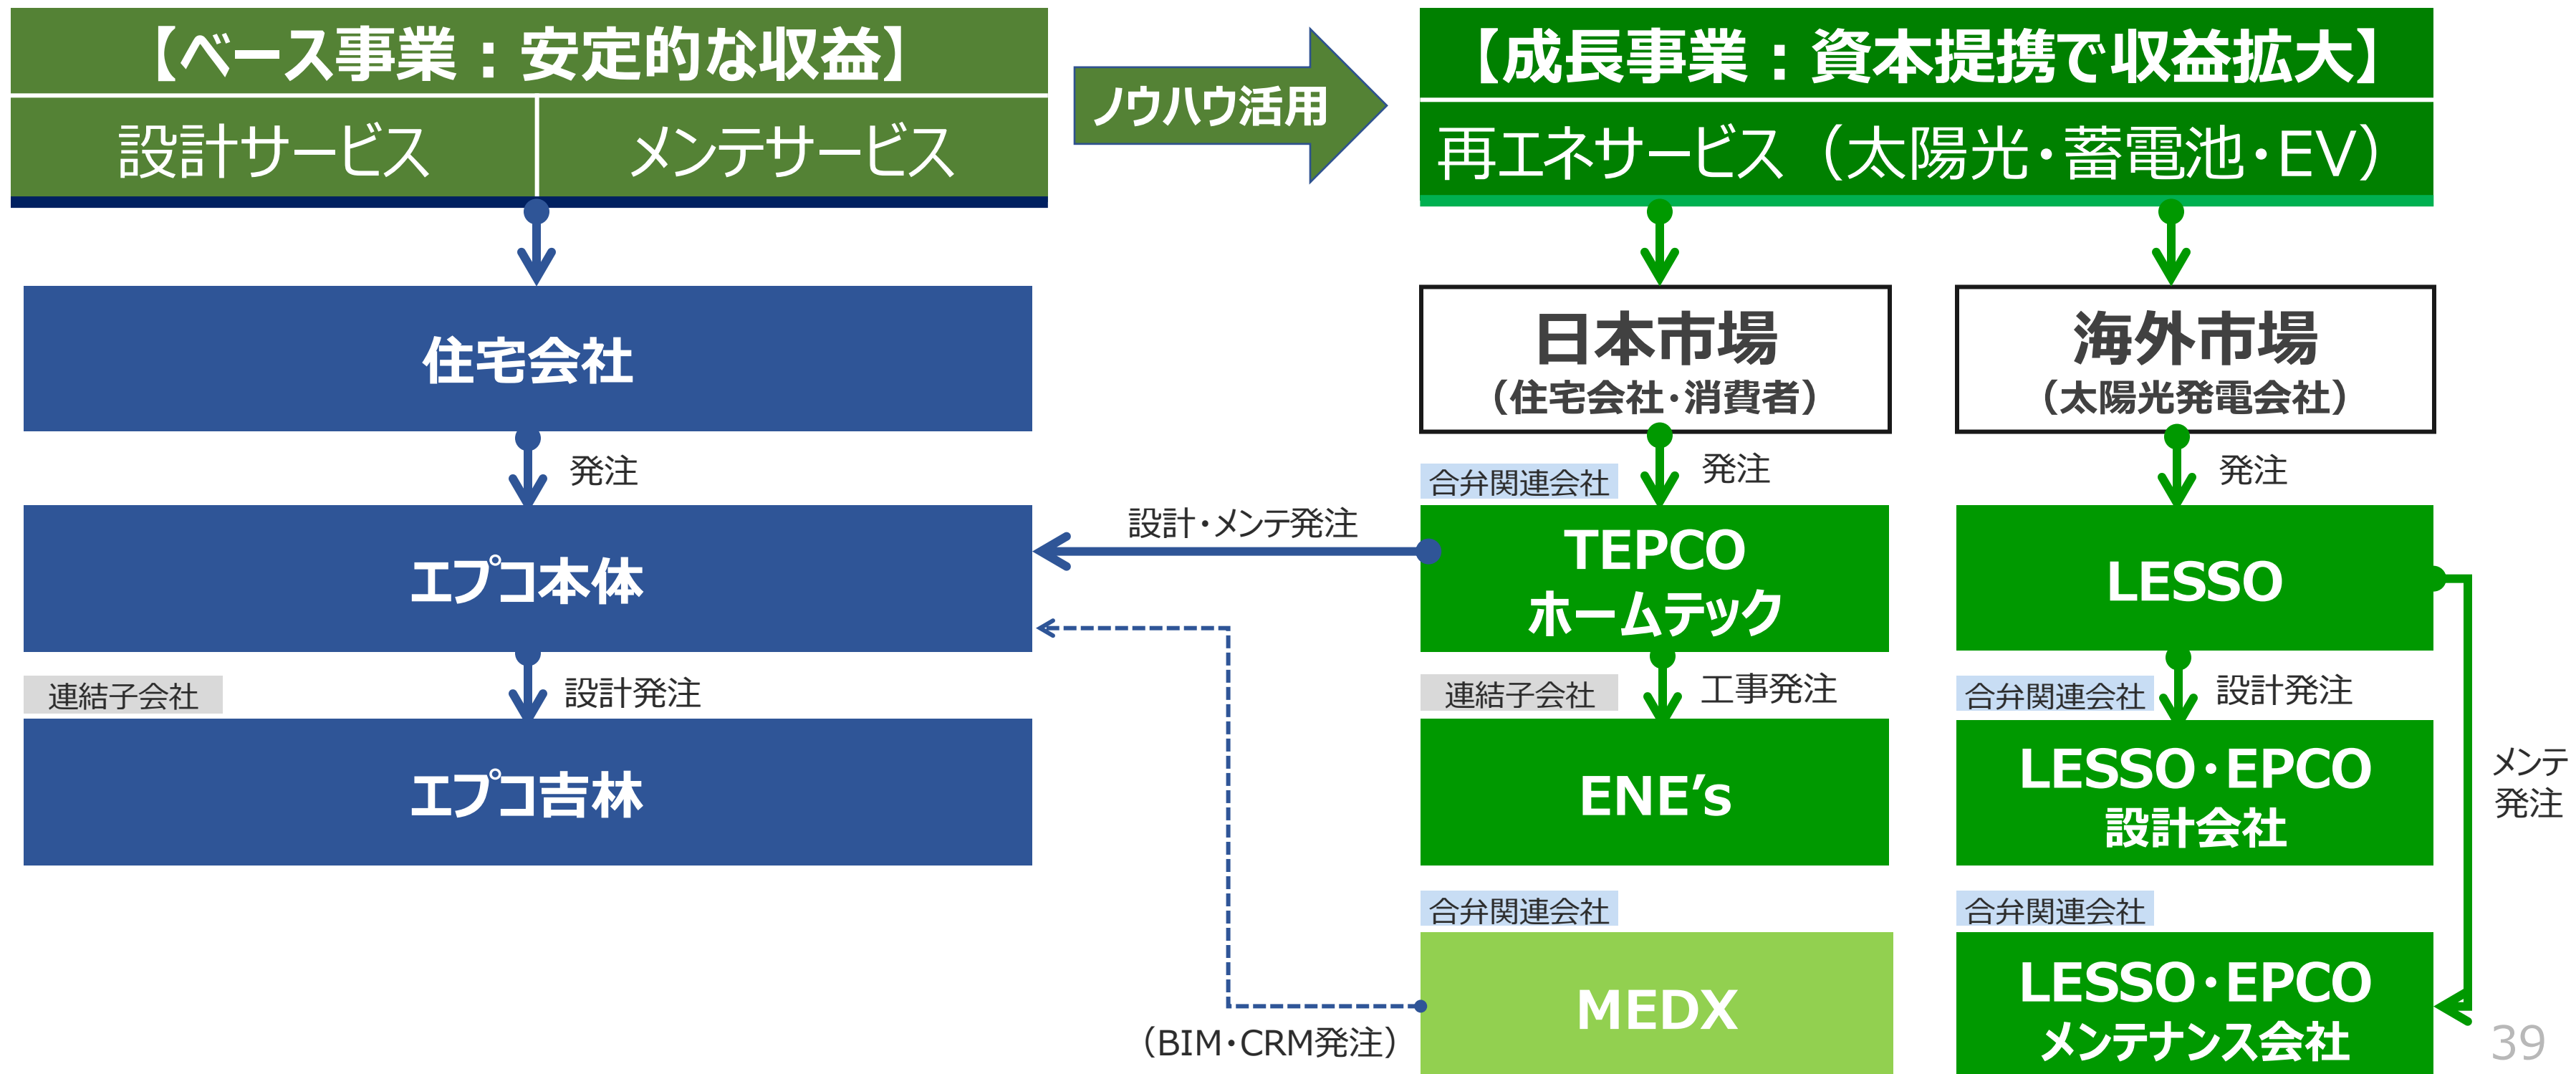 【ベース事業：安定的な収益】
設計サービス
メンテサービス
ノウハウ活用
【成長事業：資本提携で収益拡大】
再エネサービス（太陽光・蓄電池・EV）
住宅会社
発注
エプコ本体
設計発注
連結子会社
エプコ吉林
設計・メンテ発注
（BIM・CRM発注）
日本市場
（住宅会社・消費者）
発注
合弁関連会社
TEPCO
ホームテック
連結子会社
工事発注
ENE’s
合弁関連会社
MEDX
海外市場
（太陽光発電会社）
発注
LESSO
合弁関連会社
設計発注
LESSO・EPCO
設計会社
メンテ
発注
合弁関連会社
LESSO・EPCO
メンテナンス会社
39